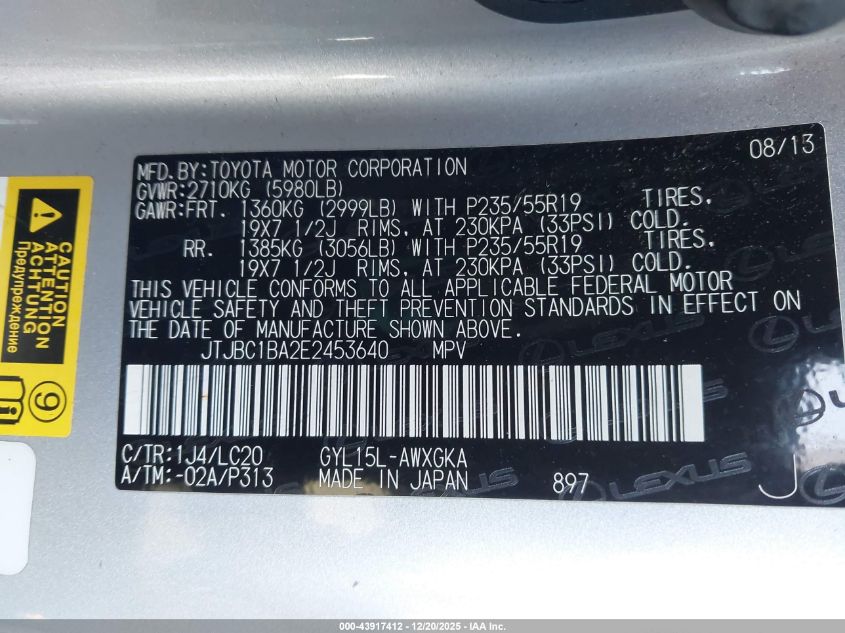 08/13
MFD.BY:TOYOTA MOTOR CORPORATION
GVWR:2710KG (5980LB)
GAWR:FRT. 1360KG (2999LB) WITH P235/55R19 TIRES.
19X7 1/2J RIMS. AT 230KPA (33PSI) COLD.
RR. 1385KG (3056LB) WITH P235/55R19 TIRES.
19X7 1/2J RIMS. AT 230KPA (33PSI) COLD.
THIS VEHICLE CONFORMS TO ALL APPLICABLE FEDERAL MOTOR
VEHICLE SAFETY AND THEFT PREVENTION STANDARDS IN EFFECT ON
THE DATE OF MANUFACTURE SHOWN ABOVE.
JTJBC1BA2E2453640 MPV
C/TR:1J4/LC20 GYL15L-AWXGKA
A/TM:-02A/P313 MADE IN JAPAN 897 J
LEXUS
CAUTION
ATTENTION
ACHTUNG
Предупреждение
9
000-43917412 - 12/20/2025 - IAA Inc.